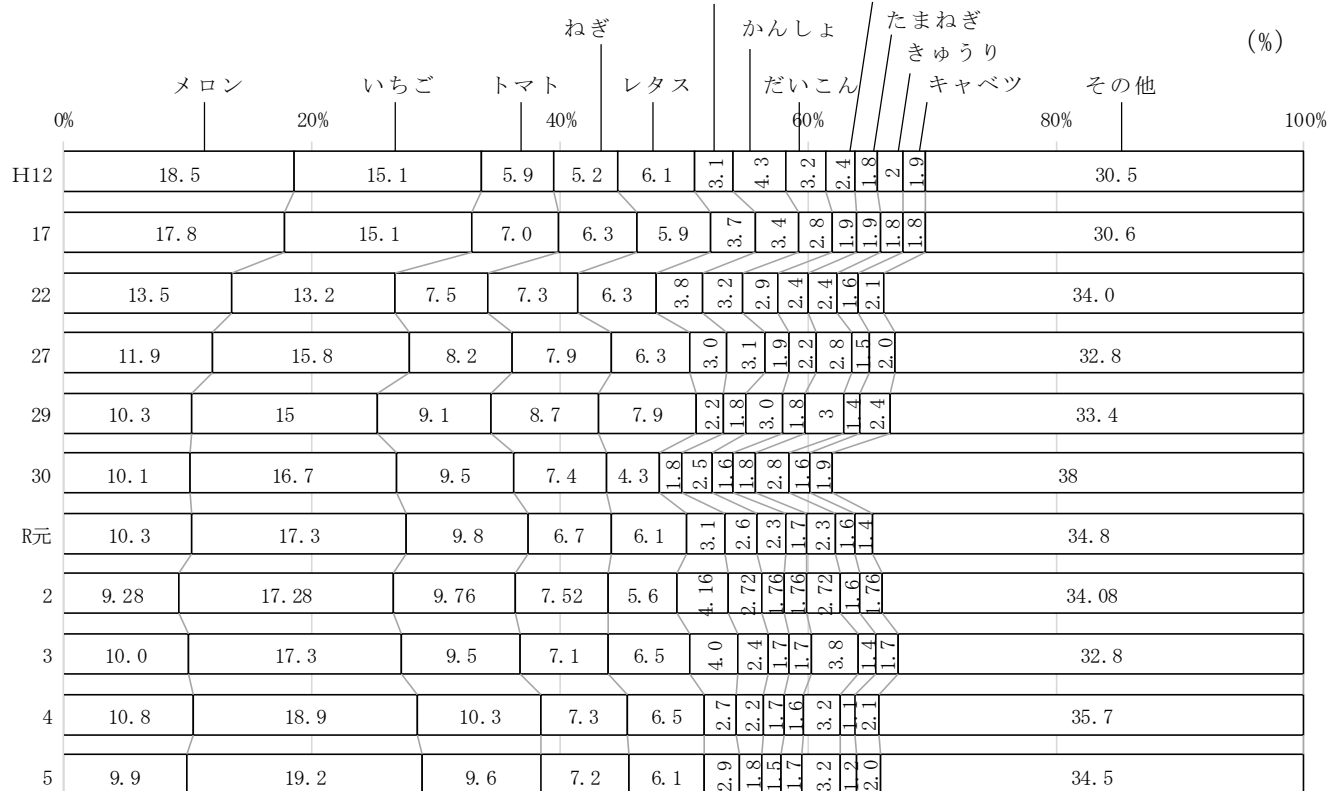 たまねぎ
ねぎ かんしょ
(%)
きゅうり
メロン いちご トマト レタス だいこん キャベツ その他
0% 20% 40% 60% 80% 100%
H12 18.5 15.1 5.9 5.2 6.1 3.1 4.3 3.2 2.4 1.8 2 1.9 30.5
17 17.8 15.1 7.0 6.3 5.9 3.7 3.4 2.8 1.9 1.9 1.8 1.8 30.6
22 13.5 13.2 7.5 7.3 6.3 3.8 3.2 2.9 2.4 2.4 1.6 2.1 34.0
27 11.9 15.8 8.2 7.9 6.3 3.0 3.1 1.9 2.2 2.8 1.5 2.0 32.8
29 10.3 15 9.1 8.7 7.9 2.2 1.8 3.0 1.8 3 1.4 2.4 33.4
30 10.1 16.7 9.5 7.4 4.3 1.8 2.5 1.6 1.8 2.8 1.6 1.9 38
R元 10.3 17.3 9.8 6.7 6.1 3.1 2.6 2.3 1.7 2.3 1.6 1.4 34.8
2 9.28 17.28 9.76 7.52 5.6 4.16 2.72 1.76 1.76 2.72 1.6 1.76 34.08
3 10.0 17.3 9.5 7.1 6.5 4.0 2.4 1.7 1.7 3.8 1.4 1.7 32.8
4 10.8 18.9 10.3 7.3 6.5 2.7 2.2 1.7 1.6 3.2 1.1 2.1 35.7
5 9.9 19.2 9.6 7.2 6.1 2.9 1.8 1.5 1.7 3.2 1.2 2.0 34.5